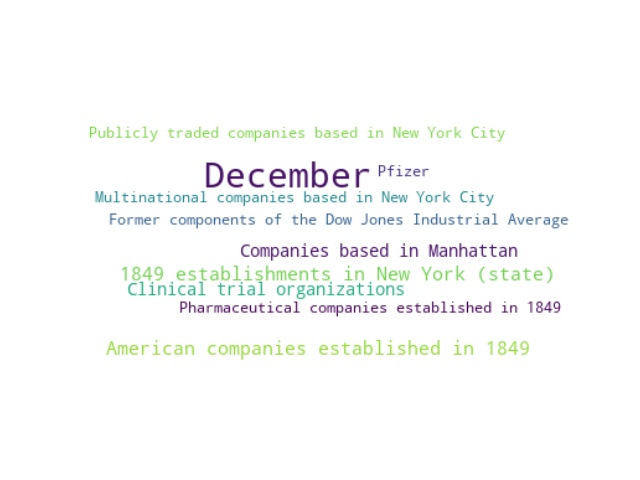 Publicly traded companies based in New York City
December Pfizer
Multinational companies based in New York City
Former components of the Dow Jones Industrial Average
Companies based in Manhattan
1849 establishments in New York (state)
Clinical trial organizations
Pharmaceutical companies established in 1849
American companies established in 1849